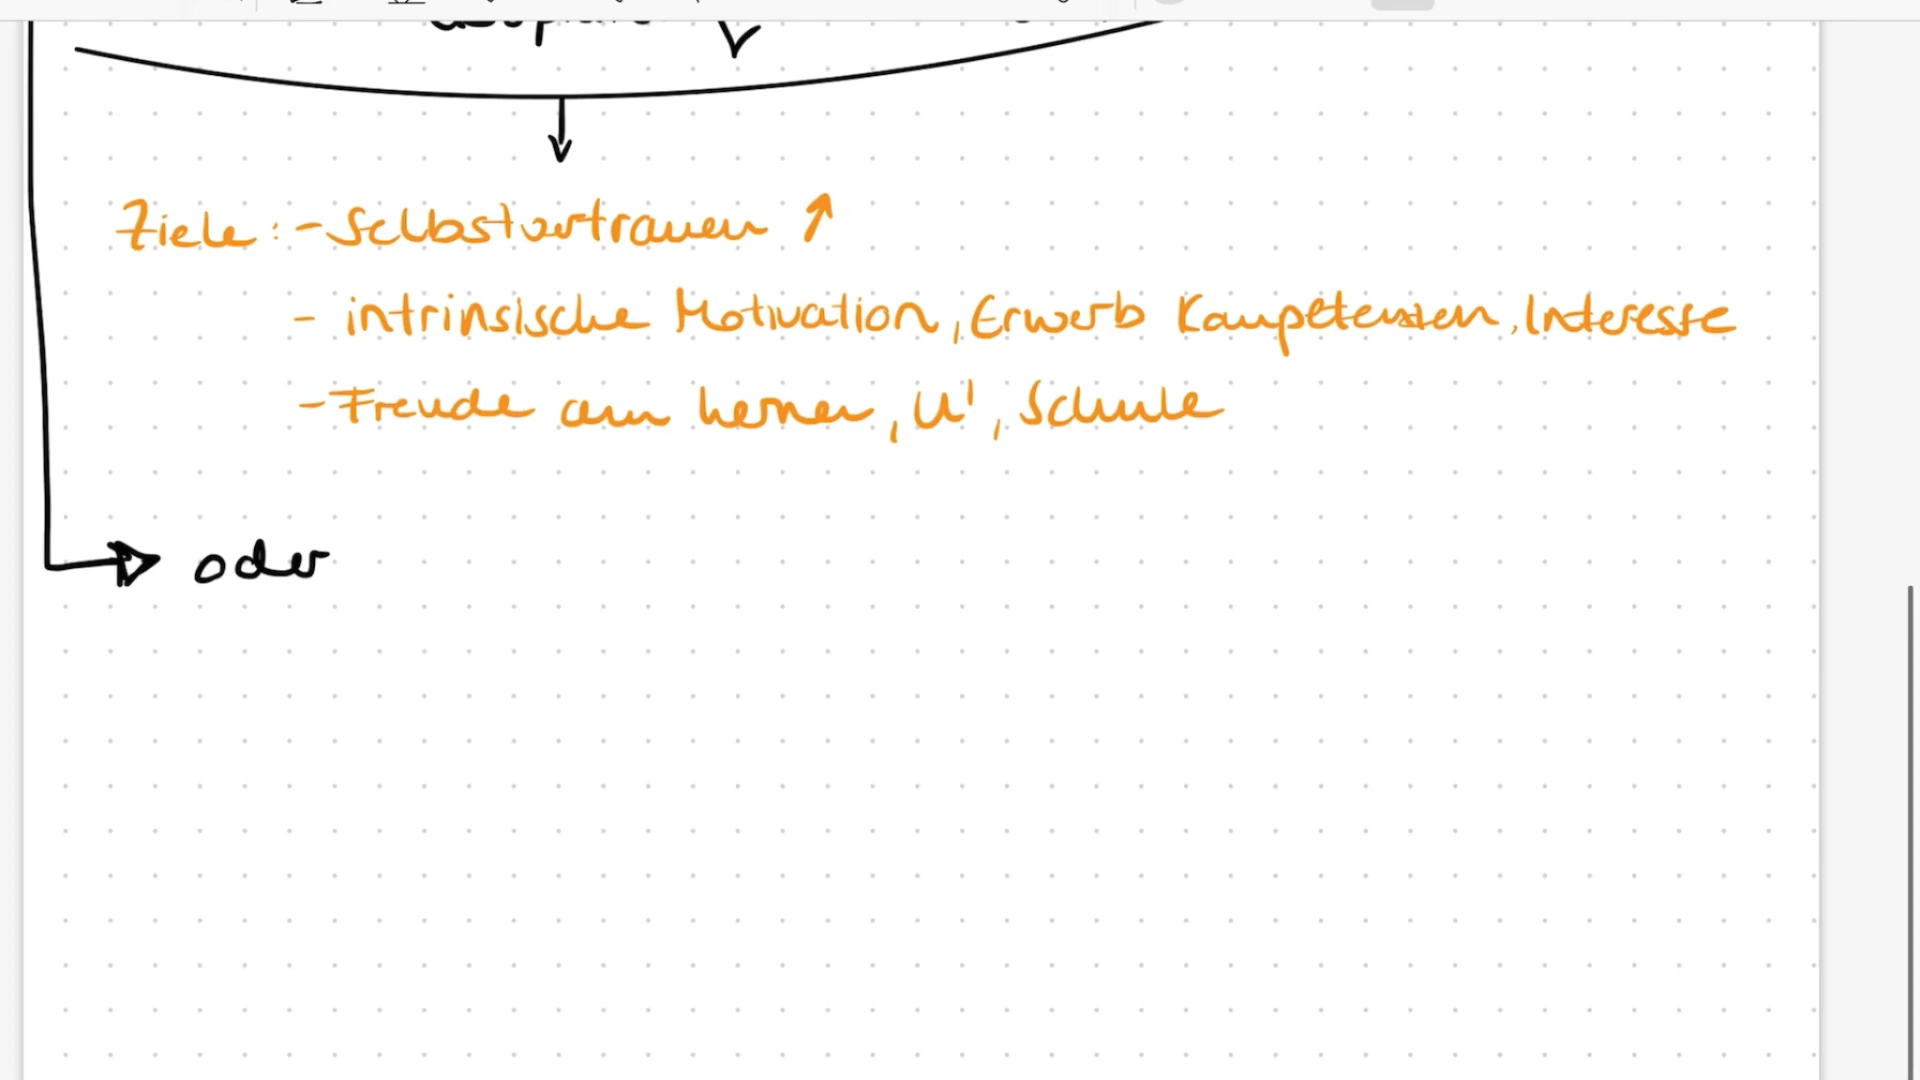 Ziele: - Selbstvertrauen ↑
- intrinsische Motivation, Erwerb Kompetenzen, Interesse
- Freude am Lernen, U', Schule
oder